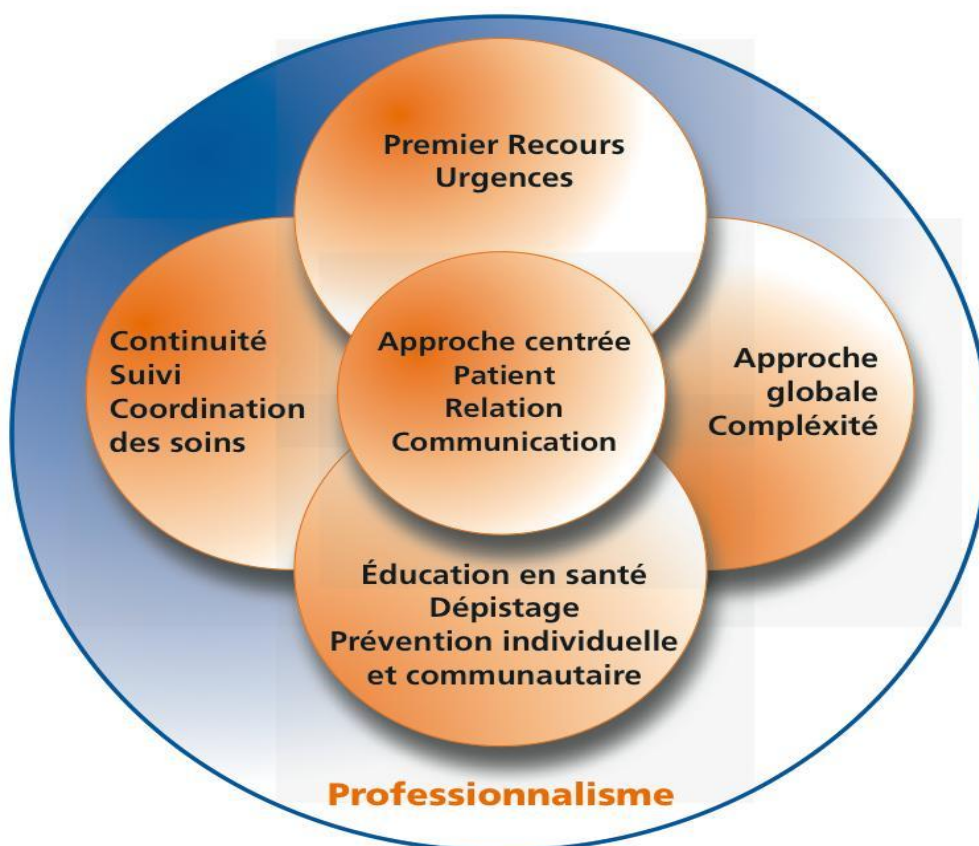 Premier Recours
Urgences
Continuité
Suivi
Coordination
des soins
Approche centrée
Patient
Relation
Communication
Approche
globale
Compléxité
Éducation en santé
Dépistage
Prévention individuelle
et communautaire
Professionnalisme